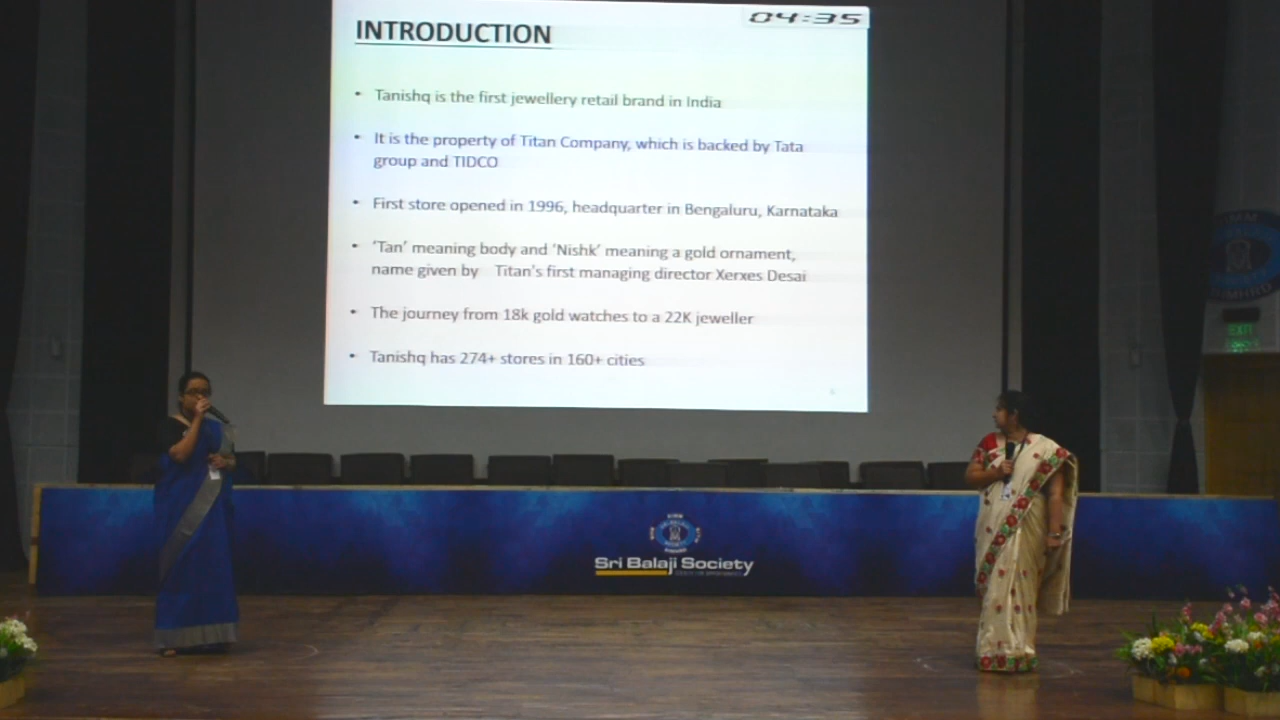 04:35
INTRODUCTION
• Tanishq is the first jewellery retail brand in India
• It is the property of Titan Company, which is backed by Tata
group and TIDCO
• First store opened in 1996, headquarter in Bengaluru, Karnataka
• ‘Tan’ meaning body and ‘Nishk’ meaning a gold ornament,
name given by Titan’s first managing director Xerxes Desai
• The journey from 18k gold watches to a 22K jeweller
• Tanishq has 274+ stores in 160+ cities
EXIT
Sri Balaji Society